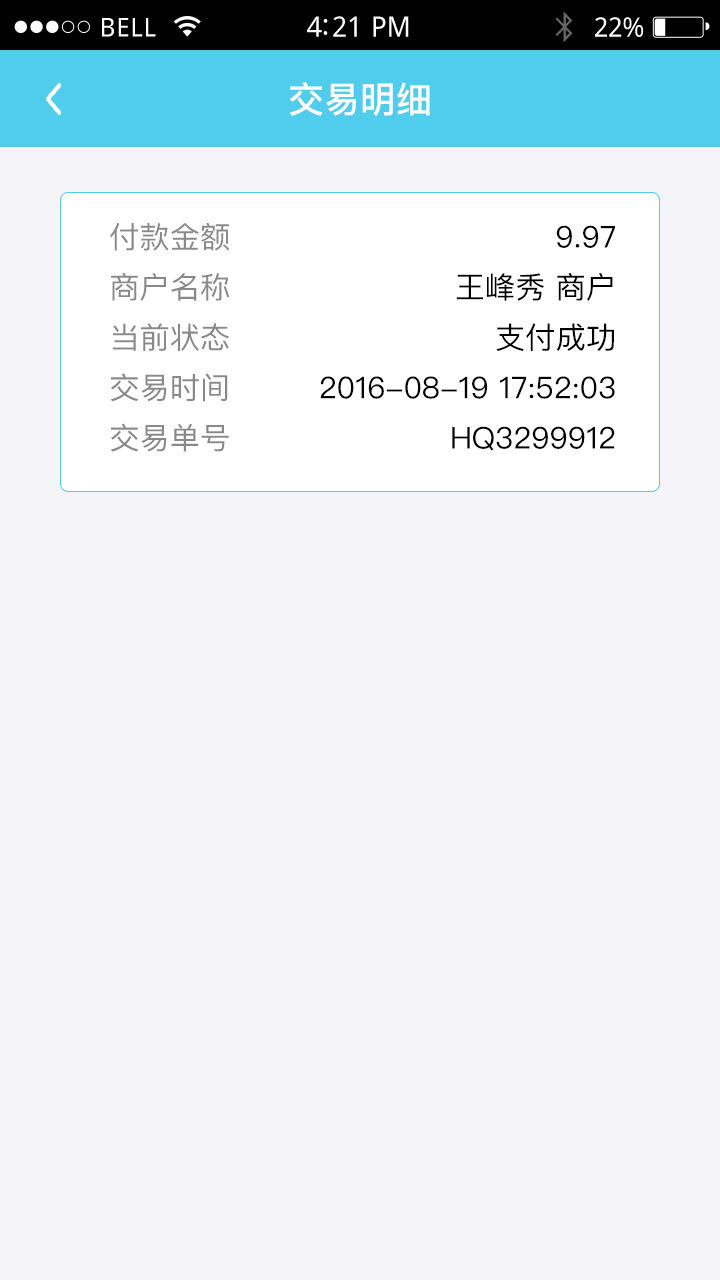 BELL 4:21 PM 22%
交易明细
付款金额 9.97
商户名称 王峰秀 商户
当前状态 支付成功
交易时间 2016-08-19 17:52:03
交易单号 HQ3299912